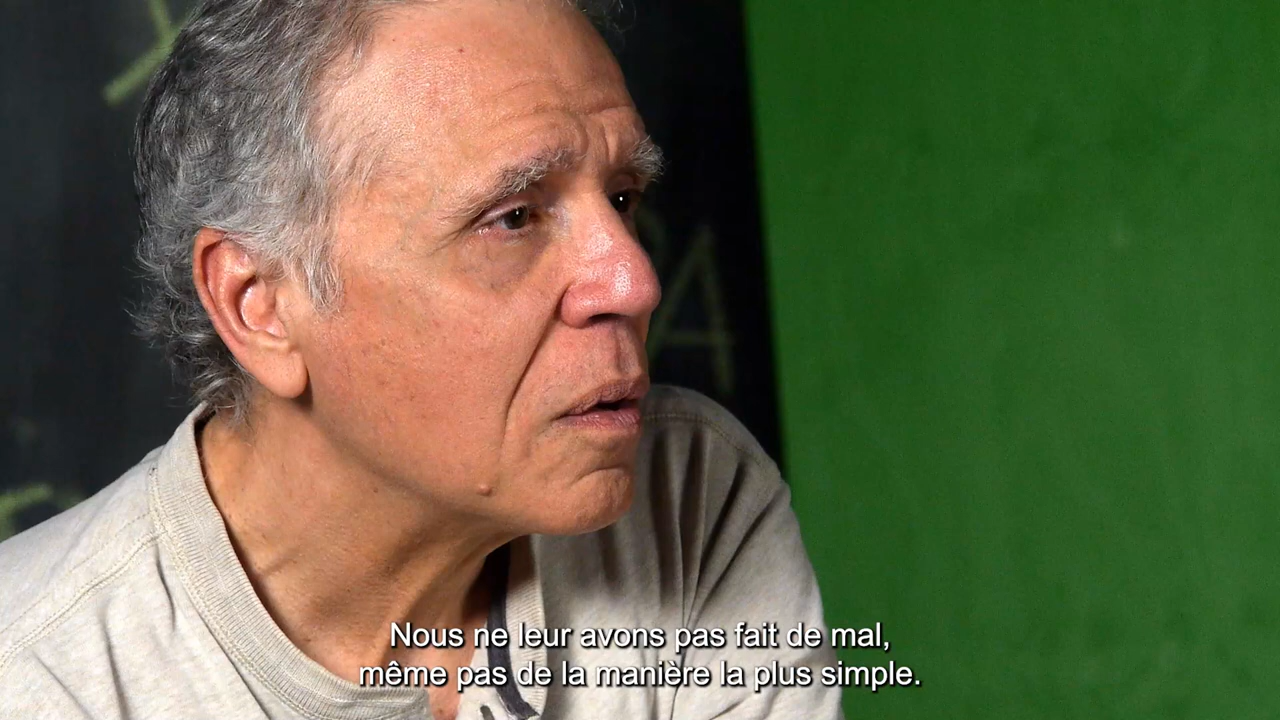 Nous ne leur avons pas fait de mal,
même pas de la manière la plus simple.